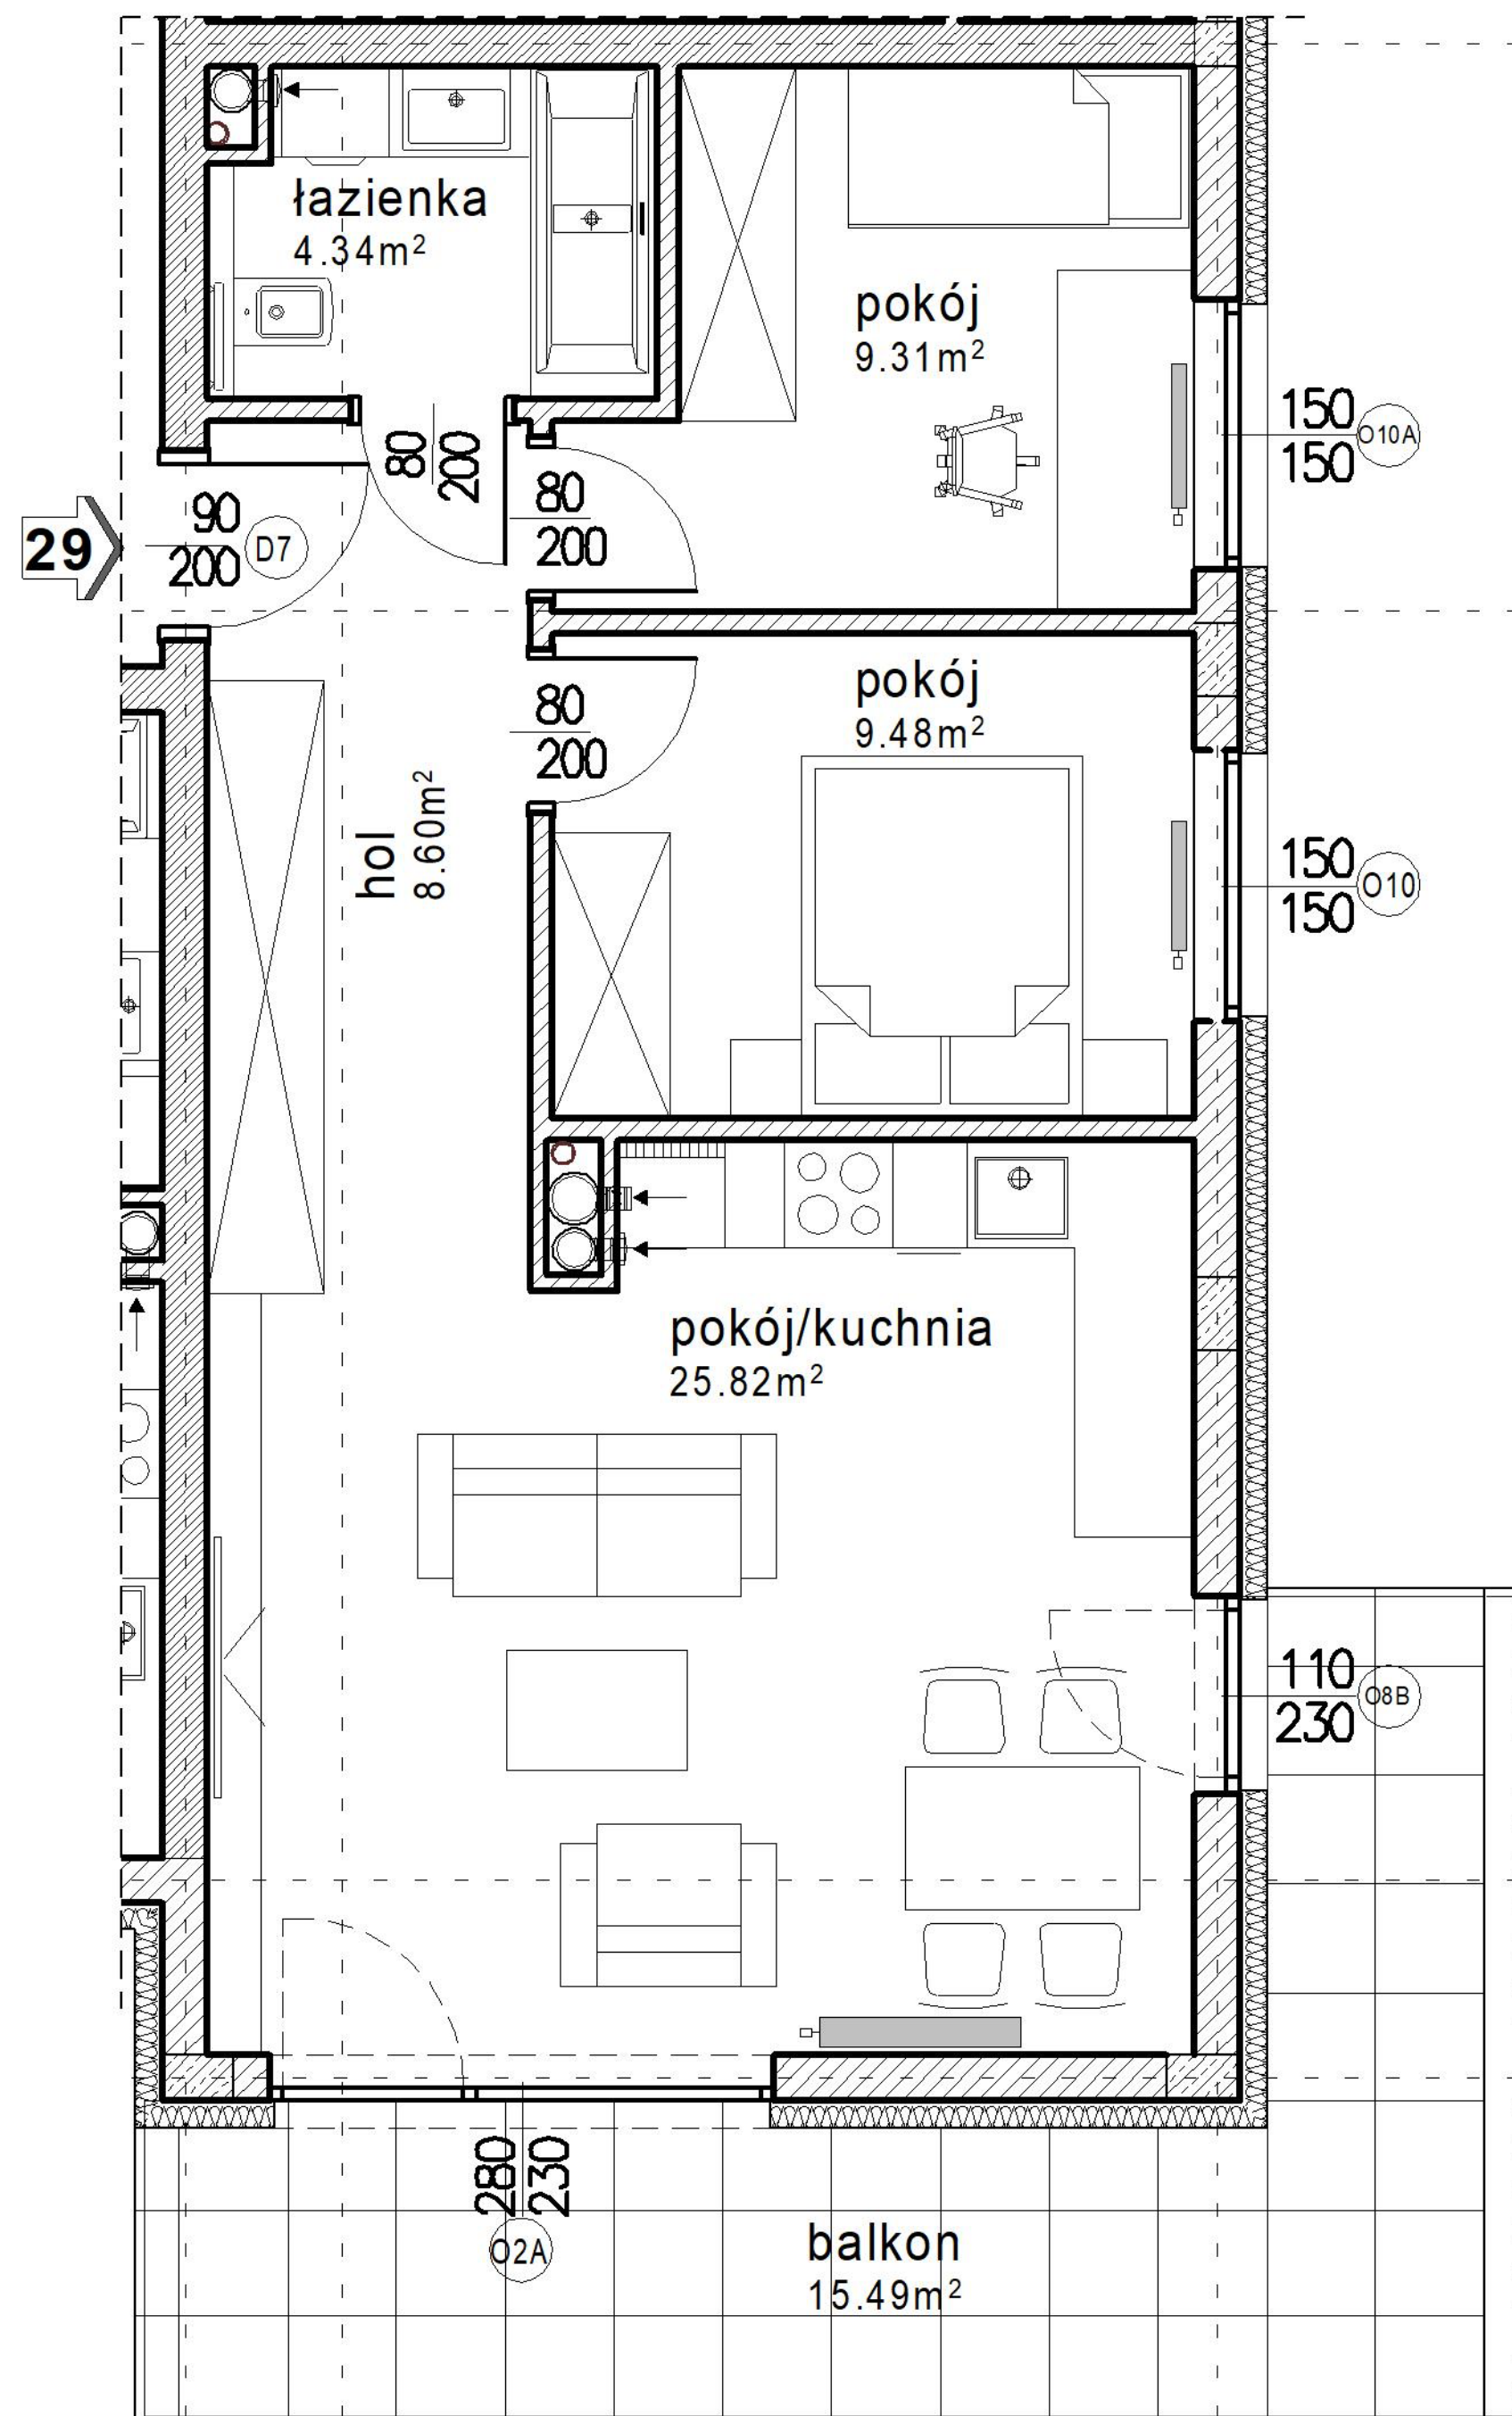 łazienka
4.34m²
pokój
9.31m²
150
150
O10A
80
200
80
200
90
200
D7
29
pokój
9.48m²
80
200
hol
8.60m²
150
150
O10
pokój/kuchnia
25.82m²
110
230
O8B
280
230
O2A
balkon
15.49m²